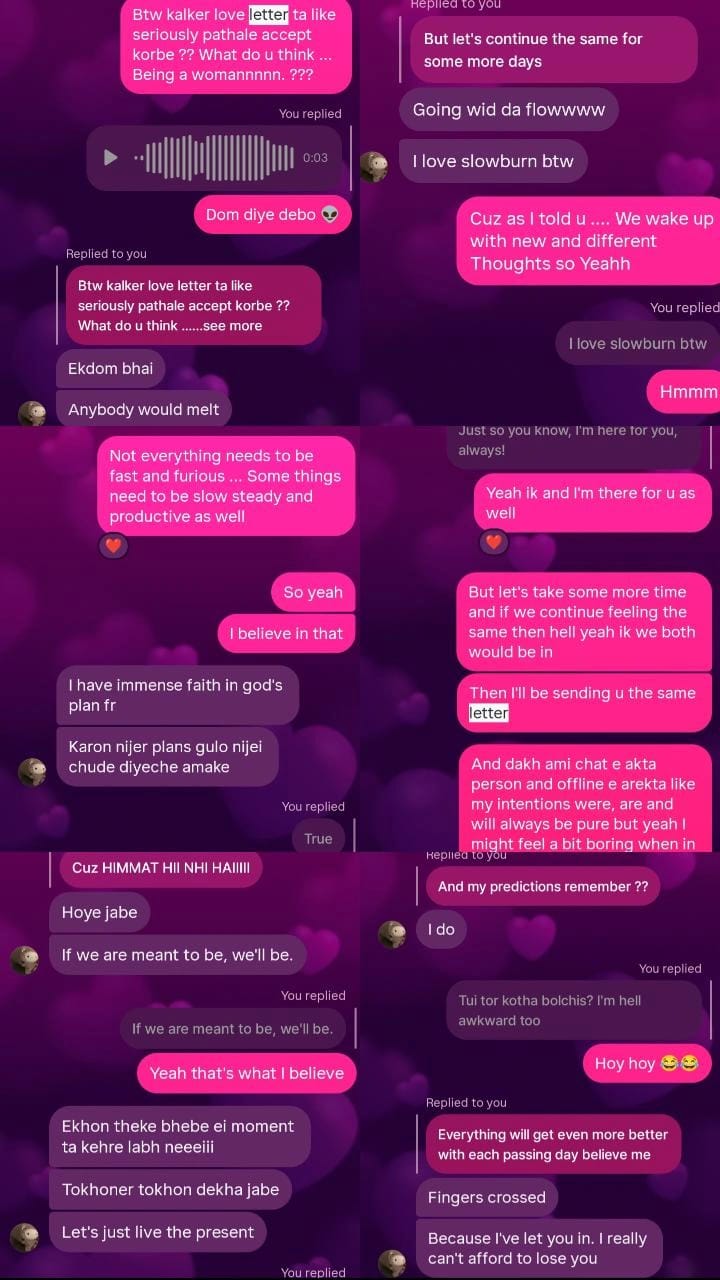 Btw kalker love letter ta like
seriously pathale accept
korbe ?? What do u think ...
Being a womannnnn. ???
You replied
0:03
Dom diye debo 👽
Replied to you
Btw kalker love letter ta like
seriously pathale accept korbe ??
What do u think ......see more
Ekdom bhai
Anybody would melt
Replied to you
But let's continue the same for
some more days
Going wid da flowwww
I love slowburn btw
Cuz as I told u .... We wake up
with new and different
Thoughts so Yeahh
You replied
I love slowburn btw
Hmmm
Not everything needs to be
fast and furious ... Some things
need to be slow steady and
productive as well
❤️
So yeah
I believe in that
I have immense faith in god's
plan fr
Karon nijer plans gulo nijei
chude diyeche amake
You replied
True
Just so you know, I'm here for you,
always!
Yeah ik and I'm there for u as
well
❤️
But let's take some more time
and if we continue feeling the
same then hell yeah ik we both
would be in
Then I'll be sending u the same
letter
And dakh ami chat e akta
person and offline e arekta like
my intentions were, are and
will always be pure but yeah I
might feel a bit boring when in
Cuz HIMMAT HII NHI HAIIIII
Hoye jabe
If we are meant to be, we'll be.
You replied
If we are meant to be, we'll be.
Yeah that's what I believe
Ekhon theke bhebe ei moment
ta kehre labh neeeiii
Tokhoner tokhon dekha jabe
Let's just live the present
You replied
Replied to you
And my predictions remember ??
I do
You replied
Tui tor kotha bolchis? I'm hell
awkward too
Hoy hoy 😂😂
Replied to you
Everything will get even more better
with each passing day believe me
Fingers crossed
Because I've let you in. I really
can't afford to lose you